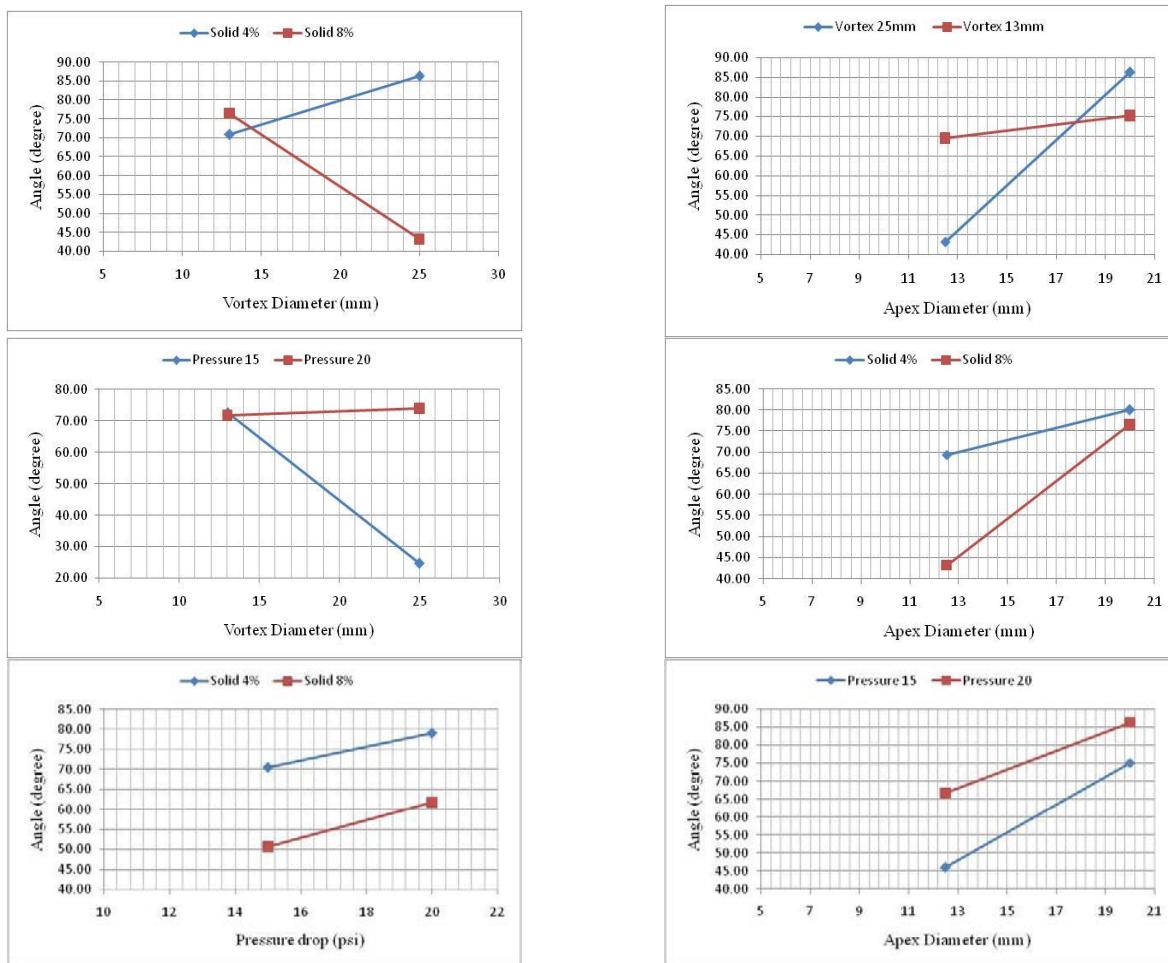 Solid 4% Solid 8%
90.00
85.00
80.00
75.00
70.00
65.00
60.00
55.00
50.00
45.00
40.00
Angle (degree)
5 10 15 20 25 30
Vortex Diameter (mm)
Vortex 25mm Vortex 13mm
90.00
85.00
80.00
75.00
70.00
65.00
60.00
55.00
50.00
45.00
40.00
Angle (degree)
5 7 9 11 13 15 17 19 21
Apex Diameter (mm)
Pressure 15 Pressure 20
80.00
70.00
60.00
50.00
40.00
30.00
20.00
Angle (degree)
5 10 15 20 25 30
Vortex Diameter (mm)
Solid 4% Solid 8%
85.00
80.00
75.00
70.00
65.00
60.00
55.00
50.00
45.00
40.00
Angle (degree)
5 7 9 11 13 15 17 19 21
Apex Diameter (mm)
Solid 4% Solid 8%
85.00
80.00
75.00
70.00
65.00
60.00
55.00
50.00
45.00
40.00
Angle (degree)
10 12 14 16 18 20 22
Pressure drop (psi)
Pressure 15 Pressure 20
90.00
85.00
80.00
75.00
70.00
65.00
60.00
55.00
50.00
45.00
40.00
Angle (degree)
5 7 9 11 13 15 17 19 21
Apex Diameter (mm)